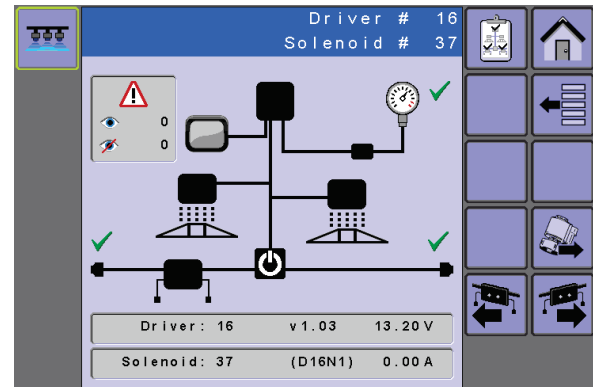 Driver # 16
Solenoid # 37
0
0
Driver: 16 v1.03 13.20V
Solenoid: 37 (D16N1) 0.00A